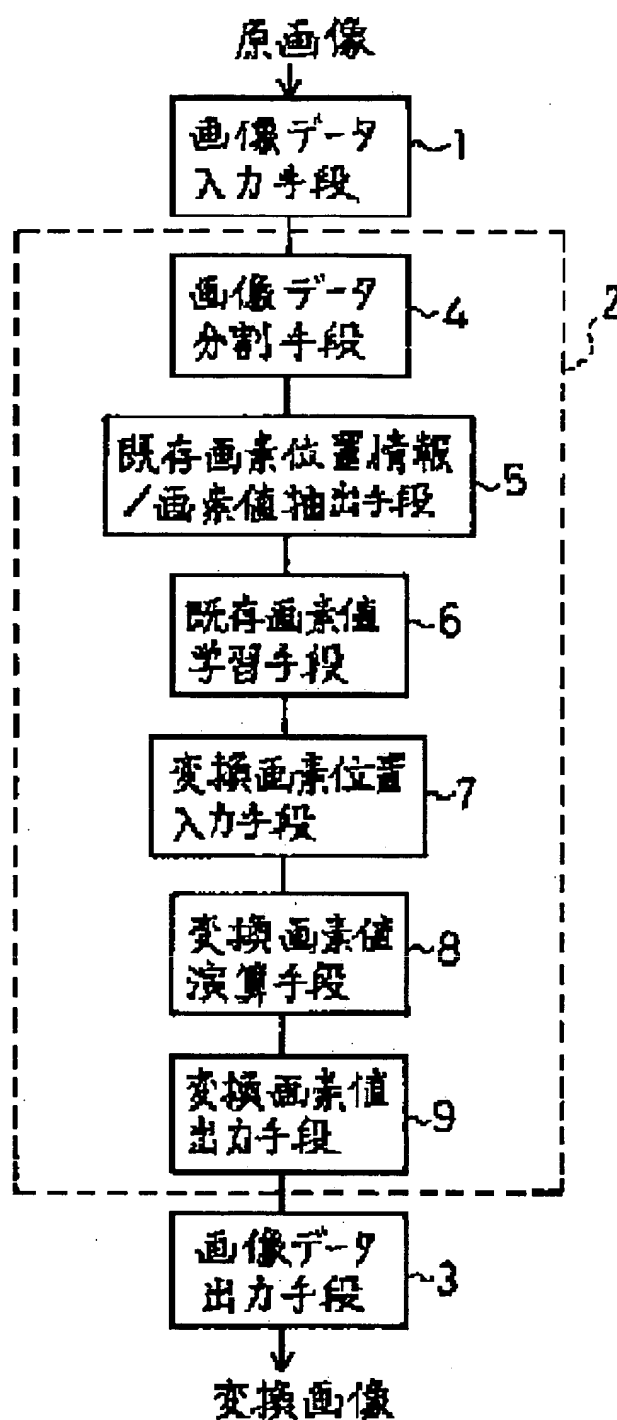 原画像
画像データ
入力手段
1
2
画像データ
分割手段
4
既存画素位置情報
/画素値抽出手段
5
既存画素値
学習手段
6
変換画素位置
入力手段
7
変換画素値
演算手段
8
変換画素値
出力手段
9
画像データ
出力手段
3
変換画像